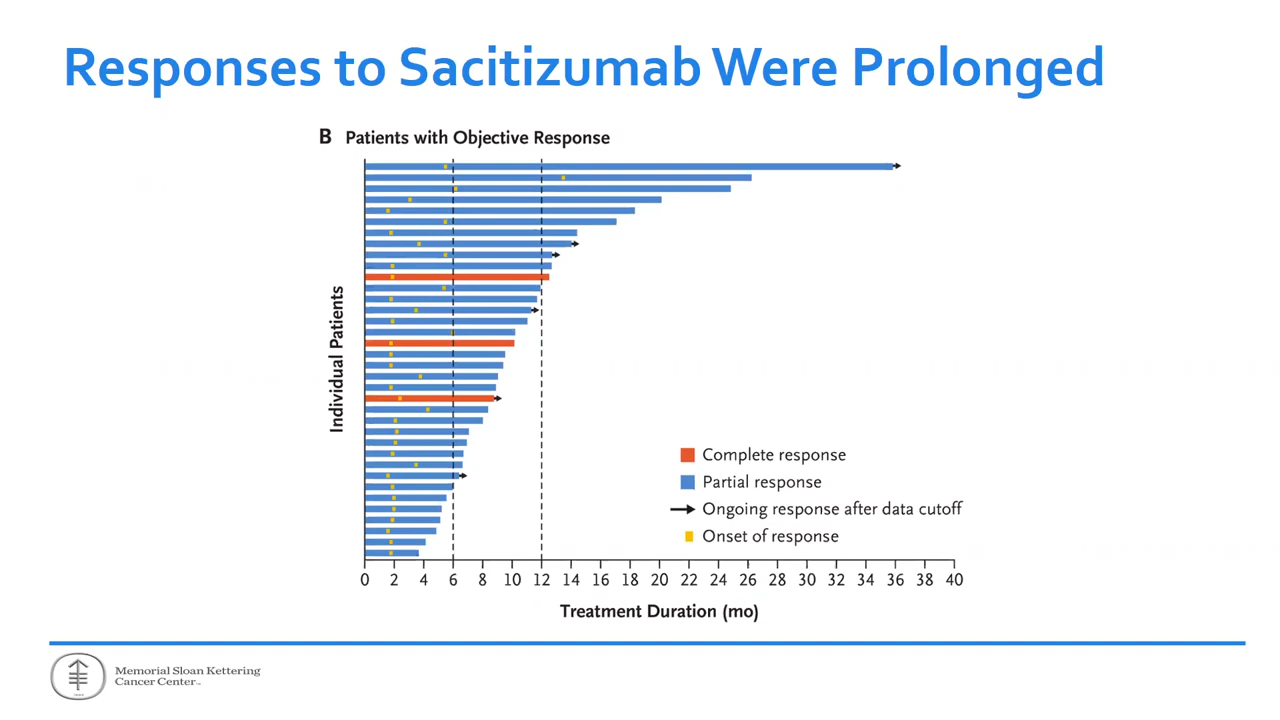 Responses to Sacitizumab Were Prolonged
B Patients with Objective Response
Individual Patients
Complete response
Partial response
Ongoing response after data cutoff
Onset of response
0 2 4 6 8 10 12 14 16 18 20 22 24 26 28 30 32 34 36 38 40
Treatment Duration (mo)
Memorial Sloan Kettering
Cancer Center